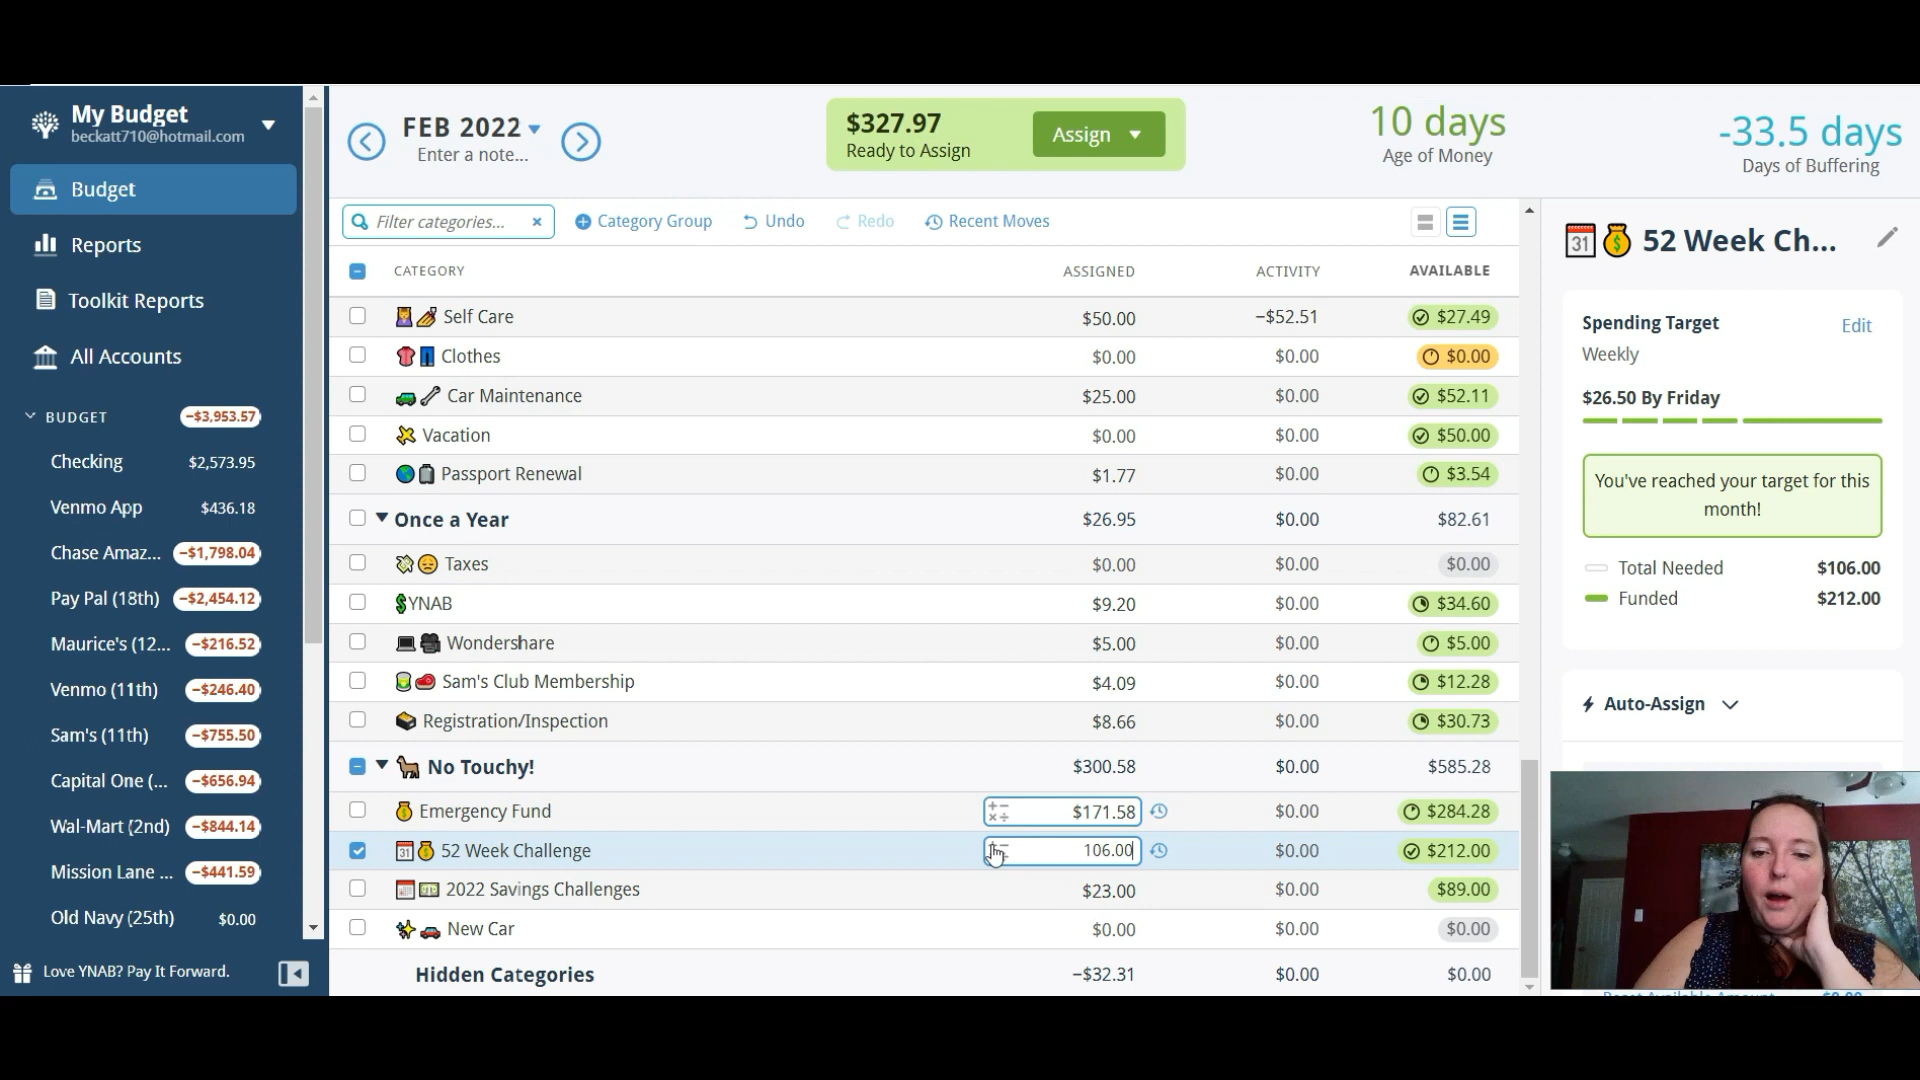 My Budget
beckatt710@hotmail.com
Budget
Reports
Toolkit Reports
All Accounts
BUDGET −$3,953.57
Checking $2,573.95
Venmo App $436.18
Chase Amaz... −$1,798.04
Pay Pal (18th) −$2,454.12
Maurice's (12... −$216.52
Venmo (11th) −$246.40
Sam's (11th) −$755.50
Capital One (... −$656.94
Wal-Mart (2nd) −$844.14
Mission Lane ... −$441.59
Old Navy (25th) $0.00
Love YNAB? Pay It Forward.
FEB 2022
Enter a note...
$327.97
Ready to Assign
Assign
10 days
Age of Money
-33.5 days
Days of Buffering
Filter categories...
Category Group
Undo
Redo
Recent Moves
CATEGORY ASSIGNED ACTIVITY AVAILABLE
Self Care $50.00 −$52.51 $27.49
Clothes $0.00 $0.00 $0.00
Car Maintenance $25.00 $0.00 $52.11
Vacation $0.00 $0.00 $50.00
Passport Renewal $1.77 $0.00 $3.54
Once a Year $26.95 $0.00 $82.61
Taxes $0.00 $0.00 $0.00
YNAB $9.20 $0.00 $34.60
Wondershare $5.00 $0.00 $5.00
Sam's Club Membership $4.09 $0.00 $12.28
Registration/Inspection $8.66 $0.00 $30.73
No Touchy! $300.58 $0.00 $585.28
Emergency Fund $171.58 $0.00 $284.28
52 Week Challenge 106.00 $0.00 $212.00
2022 Savings Challenges $23.00 $0.00 $89.00
New Car $0.00 $0.00 $0.00
Hidden Categories −$32.31 $0.00 $0.00
31 52 Week Ch...
Spending Target Edit
Weekly
$26.50 By Friday
You've reached your target for this
month!
Total Needed $106.00
Funded $212.00
Auto-Assign